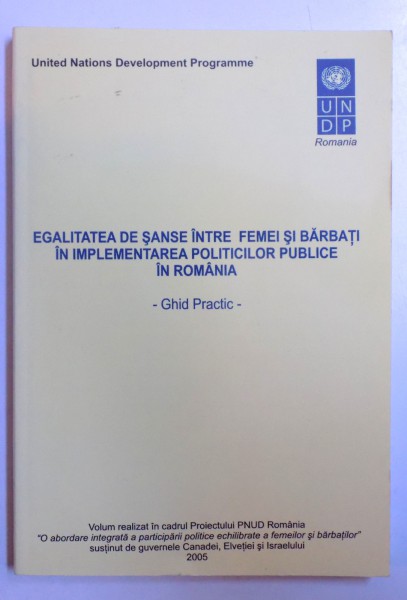 United Nations Development Programme
U N
D P
Romania
EGALITATEA DE ŞANSE ÎNTRE FEMEI ŞI BĂRBAŢI
ÎN IMPLEMENTAREA POLITICILOR PUBLICE
ÎN ROMÂNIA
- Ghid Practic -
Volum realizat în cadrul Proiectului PNUD România
"O abordare integrată a participării politice echilibrate a femeilor şi bărbaţilor"
susţinut de guvernele Canadei, Elveţiei şi Israelului
2005